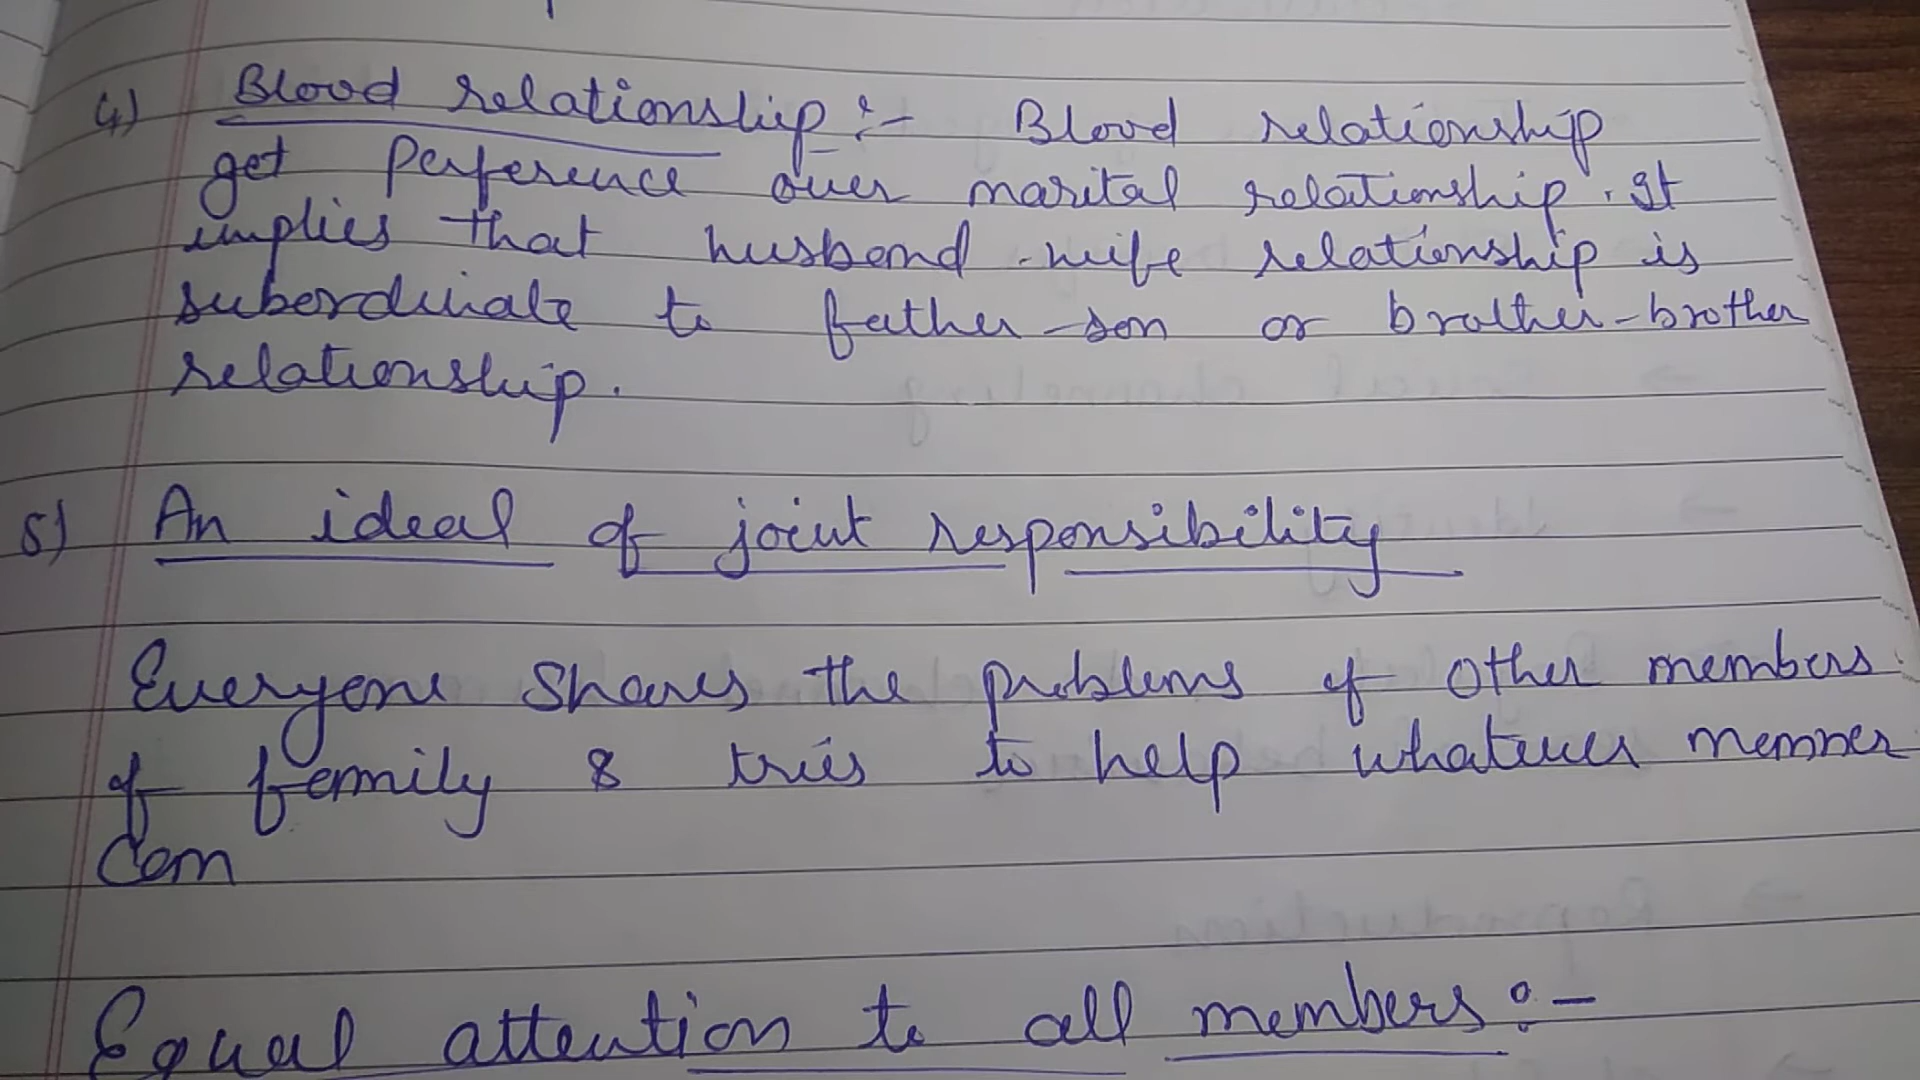 4) Blood relationship :- Blood relationship
get perference over marital relationship. It
implies that husband-wife relationship is
subordinate to father-son or brother-brother
relationship.
5) An ideal of joint responsibility
Everyone shares the problems of other members
of family & tries to help whatever memner
can
Equal attention to all members :-